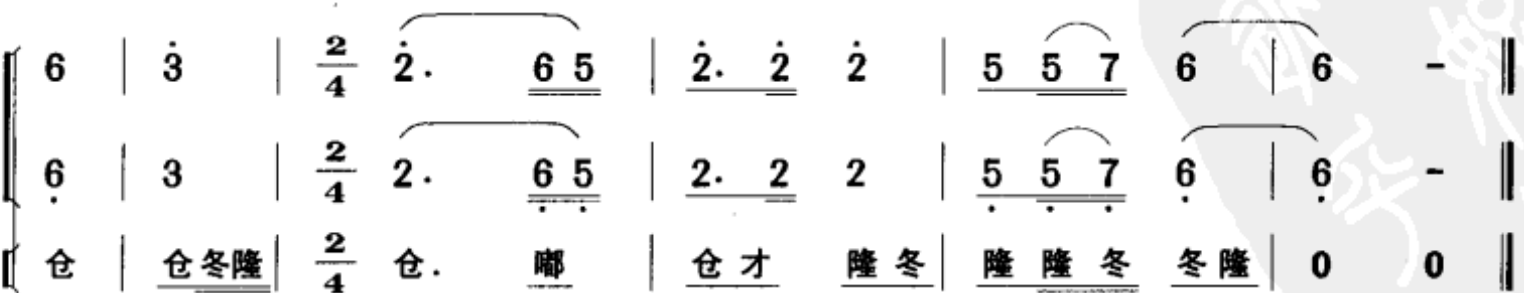 6 | 3̇ | 2/4 2̇. 6 5 | 2̇. 2̇ 2̇ | 5 5 7 6 | 6 - ‖
6̣ | 3 | 2/4 2. 6̣ 5̣ | 2. 2 2 | 5̣ 5̣ 7̣ 6̣ | 6̣ - ‖
仓 | 仓冬隆 | 2/4 仓. 嘟 | 仓才 隆冬 | 隆隆冬 冬隆 | 0 0 ‖